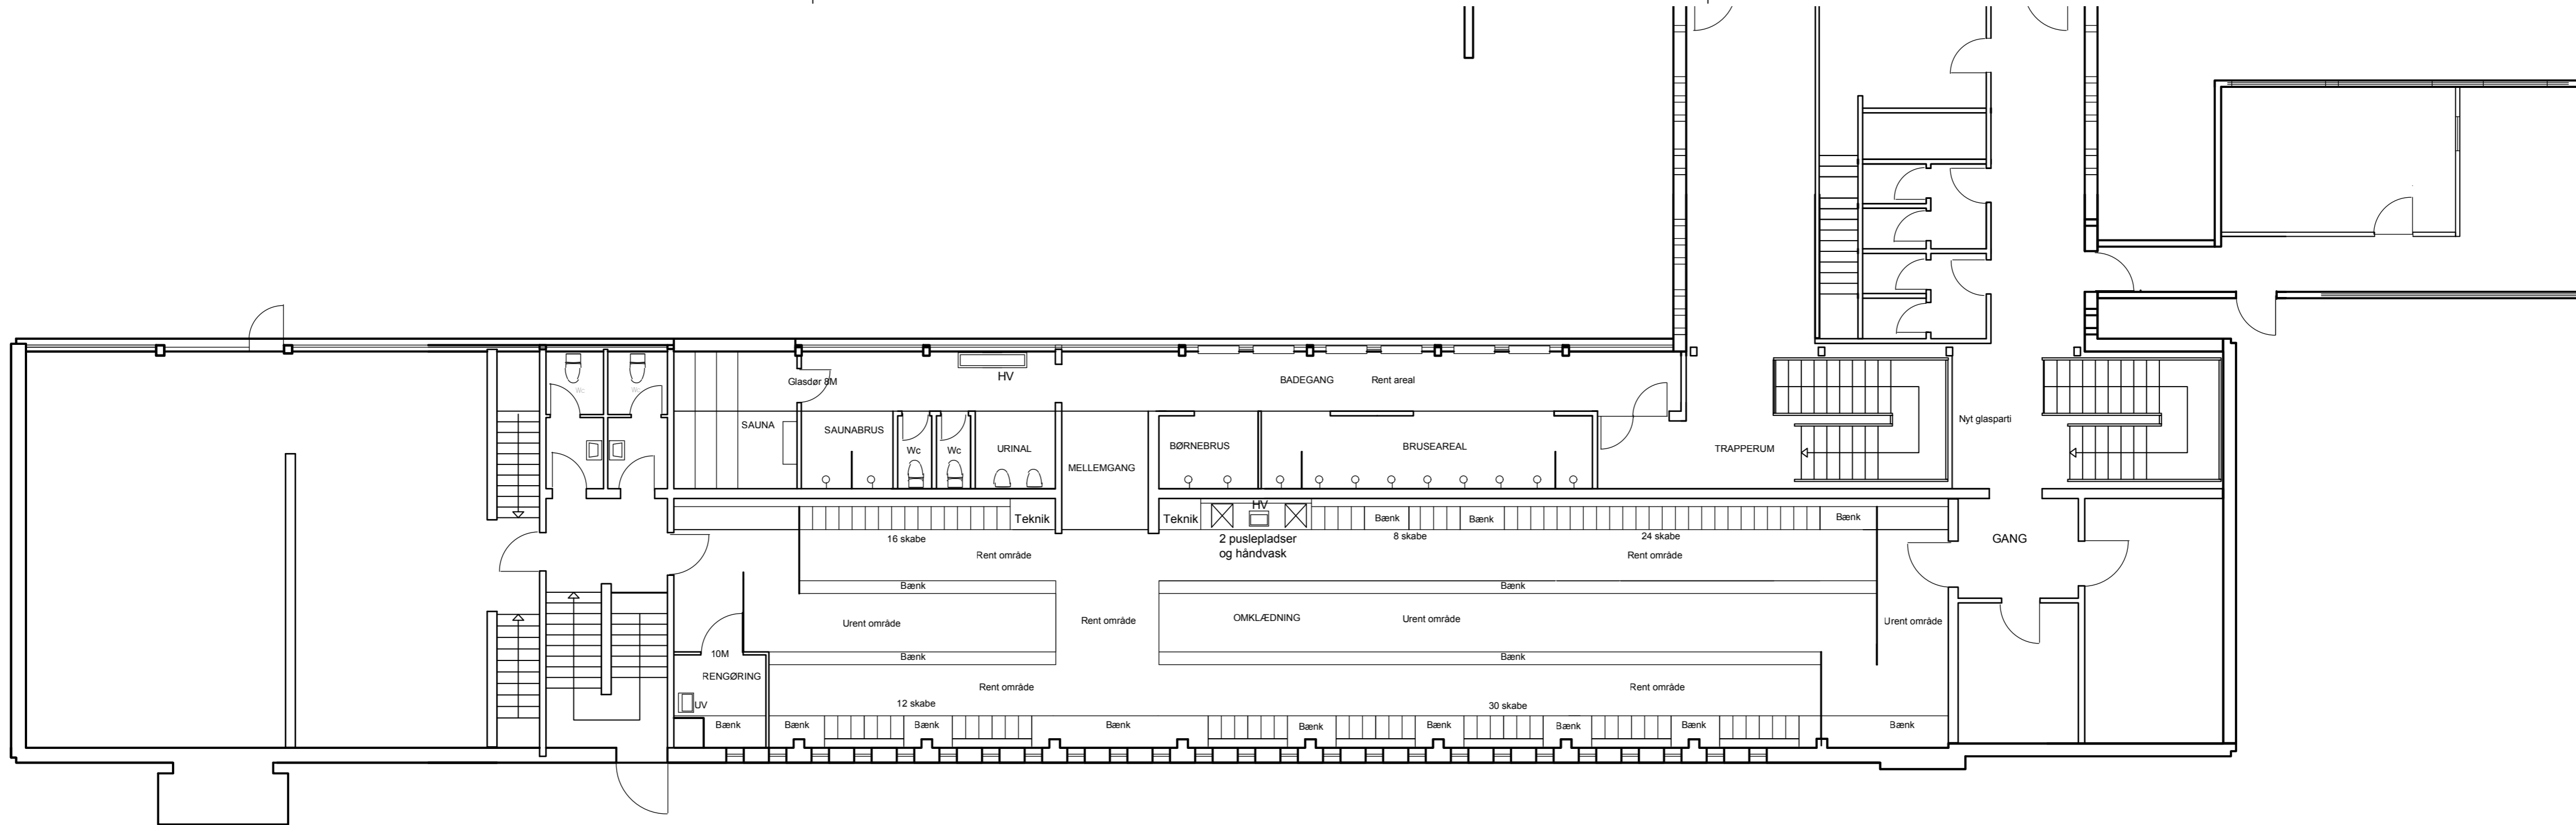 Glasdør 8M
HV
BADEGANG
Rent areal
Wc
Wc
SAUNA
SAUNABRUS
Wc
Wc
URINAL
MELLEMGANG
BØRNEBRUS
BRUSEAREAL
TRAPPERUM
Nyt glasparti
Teknik
Teknik
HV
Bænk
Bænk
Bænk
16 skabe
2 puslepladser
og håndvask
8 skabe
24 skabe
GANG
Rent område
Rent område
Bænk
Bænk
Urent område
Rent område
OMKLÆDNING
Urent område
Urent område
10M
Bænk
Bænk
RENGØRING
Rent område
Rent område
UV
12 skabe
30 skabe
Bænk
Bænk
Bænk
Bænk
Bænk
Bænk
Bænk
Bænk
Bænk